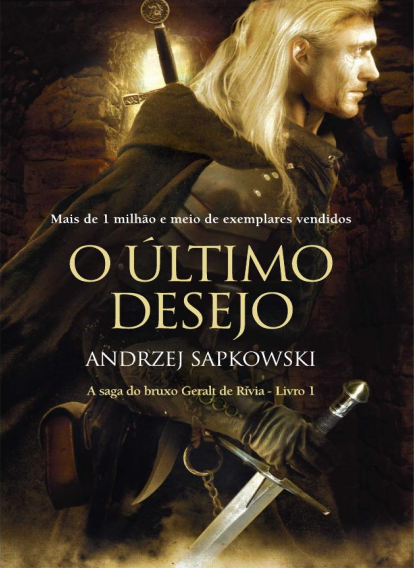 Mais de 1 milhão e meio de exemplares vendidos
O ÚLTIMO
DESEJO
ANDRZEJ SAPKOWSKI
A saga do bruxo Geralt de Rívia - Livro 1